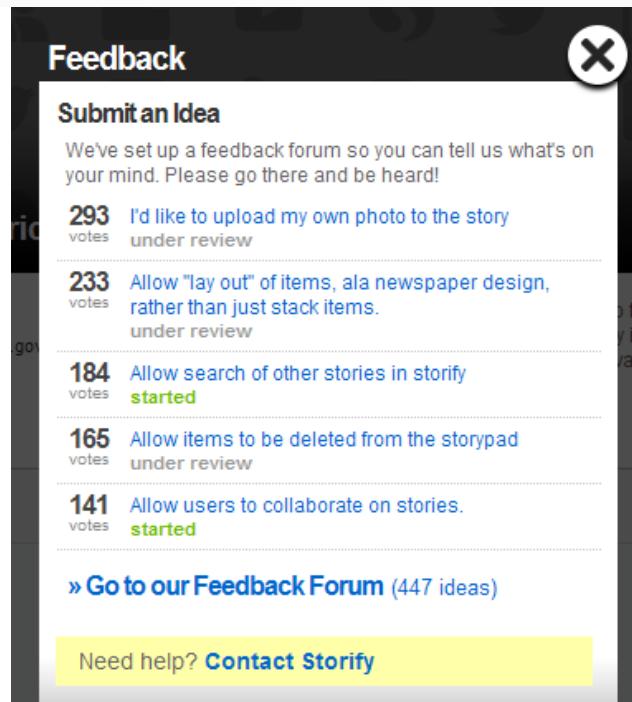 Feedback
Submit an Idea
We've set up a feedback forum so you can tell us what's on
your mind. Please go there and be heard!
293 I'd like to upload my own photo to the story
votes under review
233 Allow "lay out" of items, ala newspaper design,
votes rather than just stack items.
under review
184 Allow search of other stories in storify
votes started
165 Allow items to be deleted from the storypad
votes under review
141 Allow users to collaborate on stories.
votes started
» Go to our Feedback Forum (447 ideas)
Need help? Contact Storify